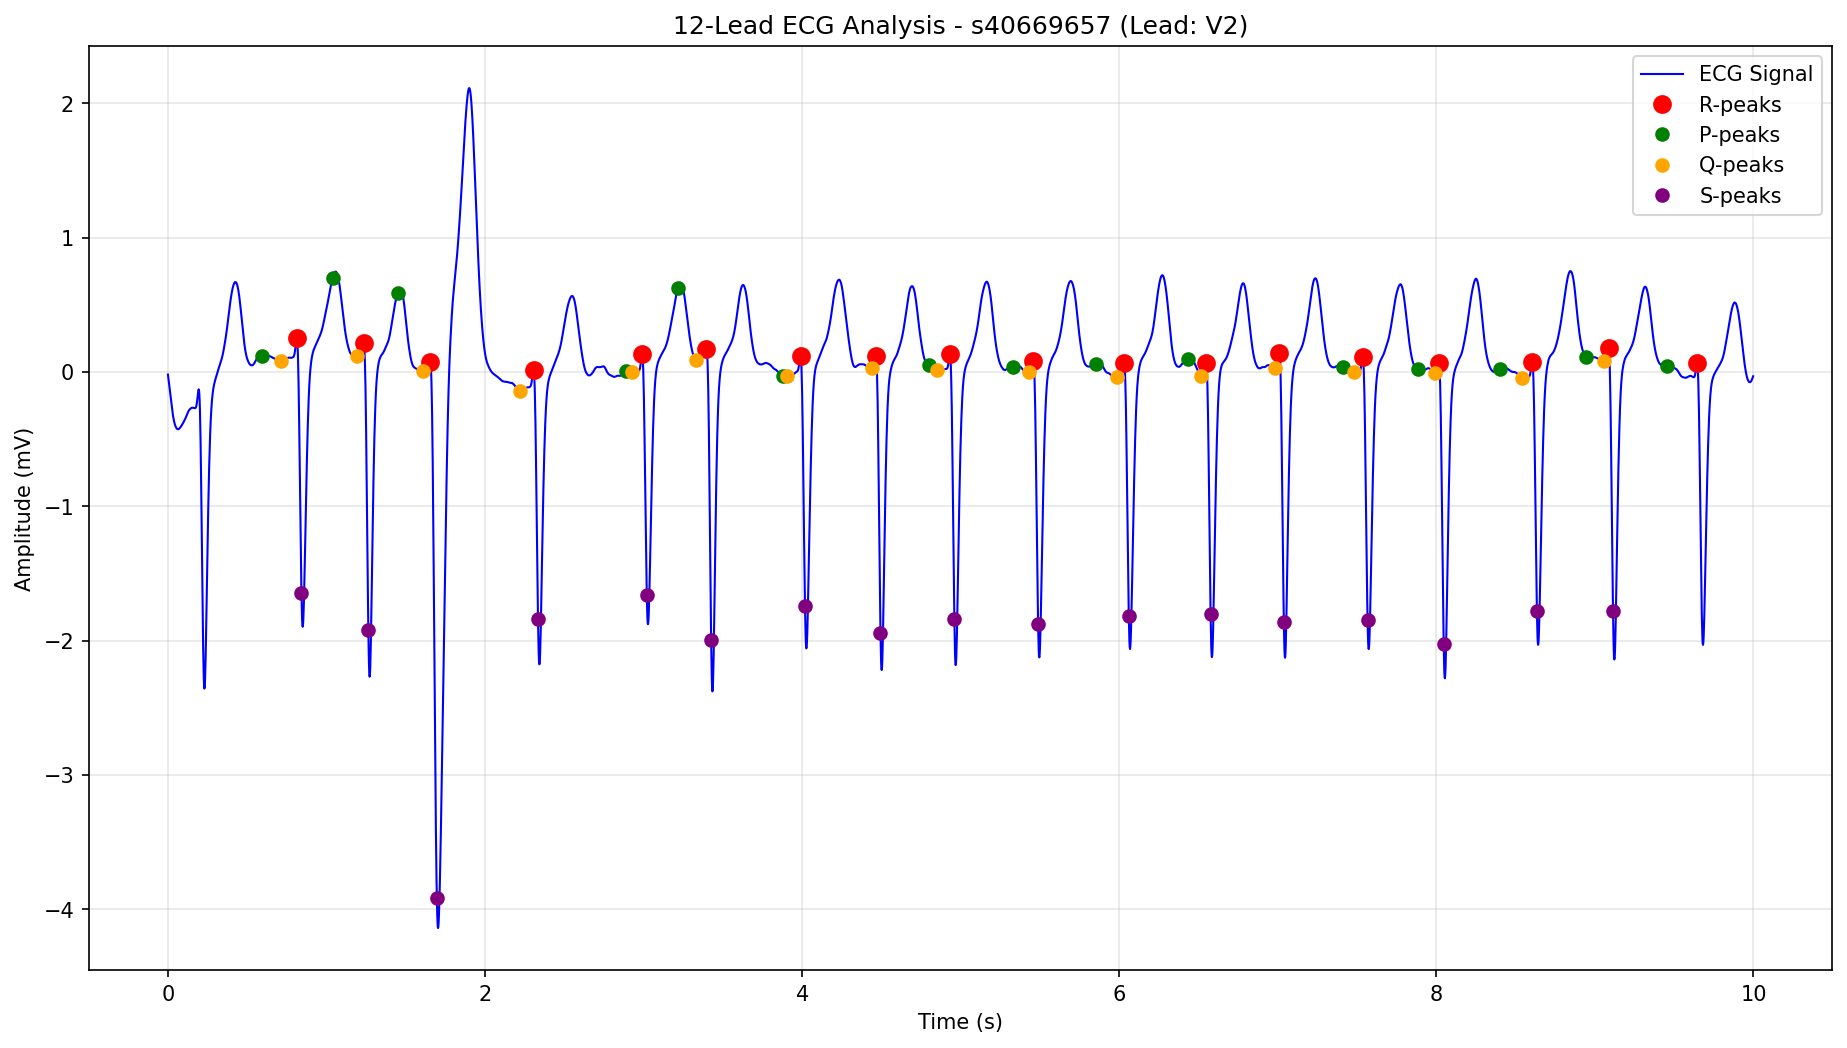 12-Lead ECG Analysis - s40669657 (Lead: V2)
ECG Signal
R-peaks
P-peaks
Q-peaks
S-peaks
Amplitude (mV)
2
1
0
−1
−2
−3
−4
0 2 4 6 8 10
Time (s)